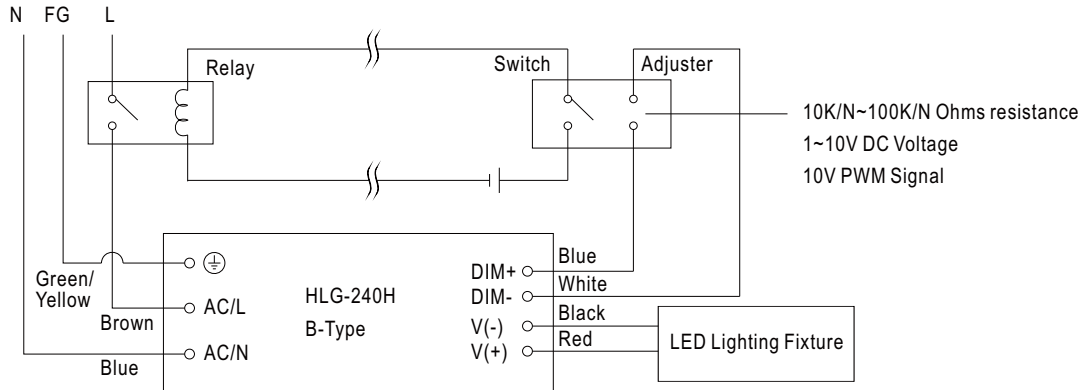 N FG L
Relay
Switch
Adjuster
10K/N~100K/N Ohms resistance
1~10V DC Voltage
10V PWM Signal
Green/
Yellow
Brown
Blue
AC/L
AC/N
HLG-240H
B-Type
DIM+
DIM-
V(-)
V(+)
Blue
White
Black
Red
LED Lighting Fixture